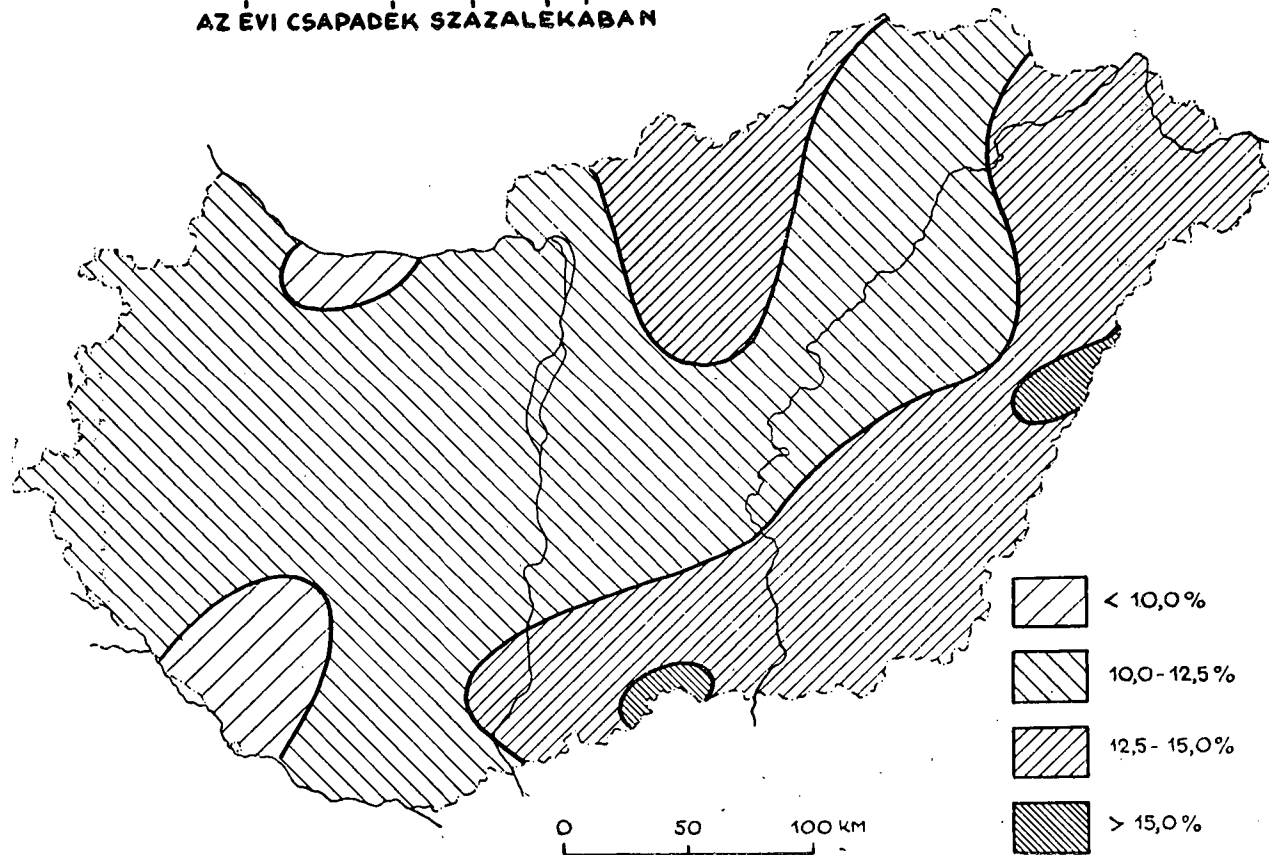 AZ ÉVI CSAPADÉK SZÁZALÉKÁBAN
< 10,0%
10,0-12,5%
12,5-15,0%
> 15,0%
0 50 100 KM